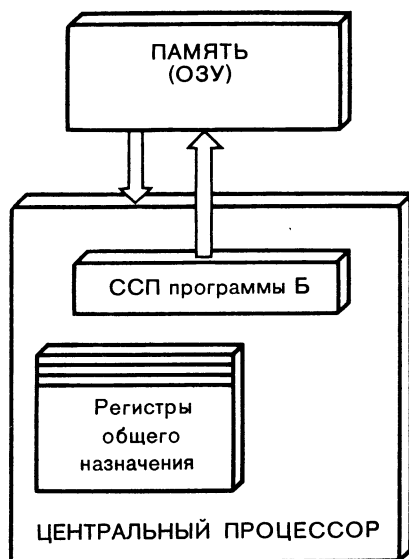 ПАМЯТЬ
(ОЗУ)
ССП программы Б
Регистры
общего
назначения
ЦЕНТРАЛЬНЫЙ ПРОЦЕССОР